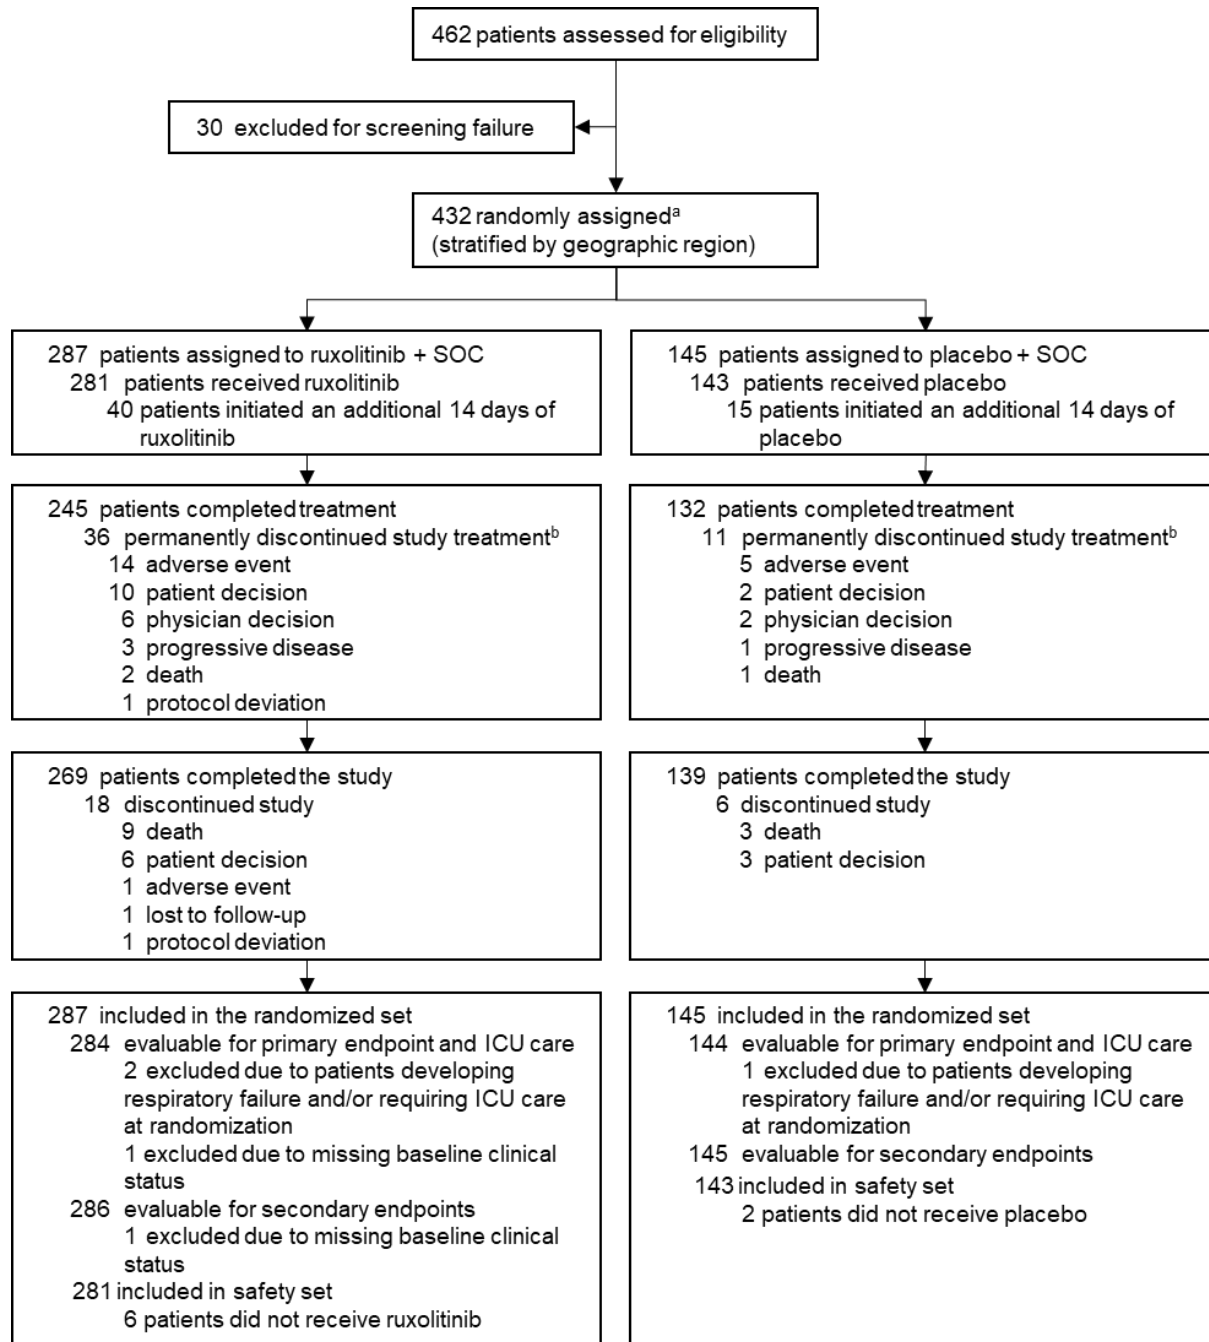 462 patients assessed for eligibility
30 excluded for screening failure
432 randomly assignedᵃ
(stratified by geographic region)
287 patients assigned to ruxolitinib + SOC
281 patients received ruxolitinib
40 patients initiated an additional 14 days of
ruxolitinib
145 patients assigned to placebo + SOC
143 patients received placebo
15 patients initiated an additional 14 days of
placebo
245 patients completed treatment
36 permanently discontinued study treatmentᵇ
14 adverse event
10 patient decision
6 physician decision
3 progressive disease
2 death
1 protocol deviation
132 patients completed treatment
11 permanently discontinued study treatmentᵇ
5 adverse event
2 patient decision
2 physician decision
1 progressive disease
1 death
269 patients completed the study
18 discontinued study
9 death
6 patient decision
1 adverse event
1 lost to follow-up
1 protocol deviation
139 patients completed the study
6 discontinued study
3 death
3 patient decision
287 included in the randomized set
284 evaluable for primary endpoint and ICU care
2 excluded due to patients developing
respiratory failure and/or requiring ICU care
at randomization
1 excluded due to missing baseline clinical
status
286 evaluable for secondary endpoints
1 excluded due to missing baseline clinical
status
281 included in safety set
6 patients did not receive ruxolitinib
145 included in the randomized set
144 evaluable for primary endpoint and ICU care
1 excluded due to patients developing
respiratory failure and/or requiring ICU care
at randomization
145 evaluable for secondary endpoints
143 included in safety set
2 patients did not receive placebo